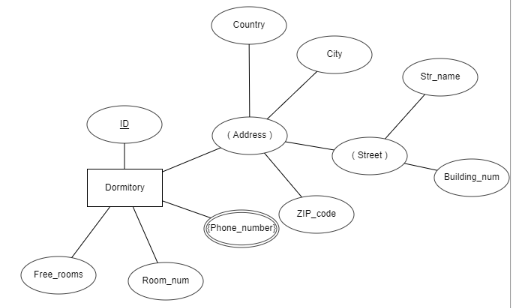 Country
City
Str_name
ID
( Address )
( Street )
Building_num
Dormitory
ZIP_code
{Phone_number}
Free_rooms
Room_num